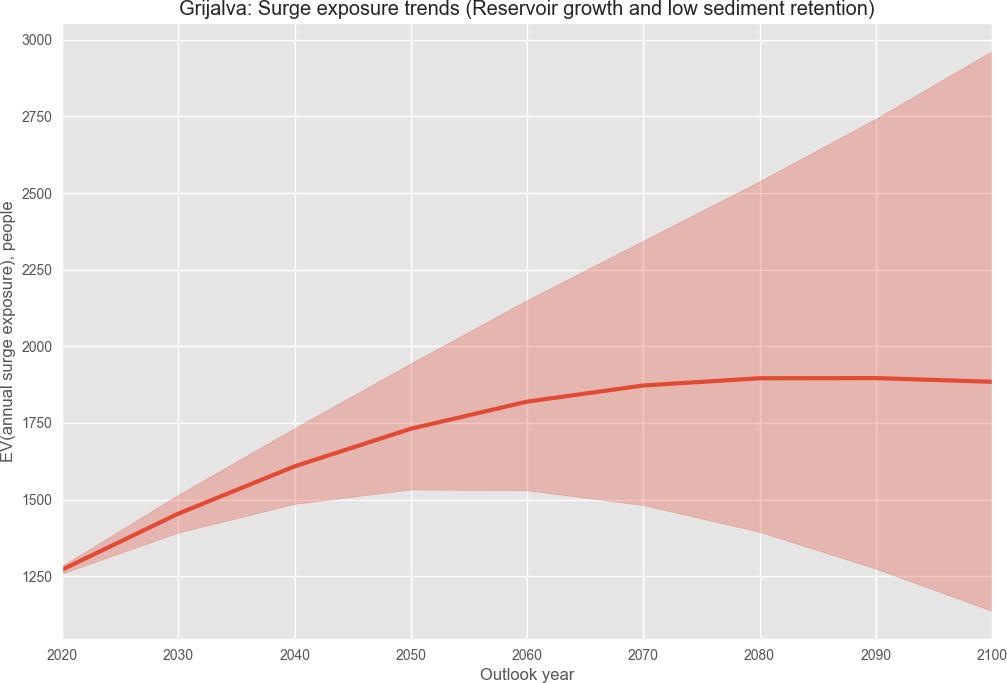 Grijalva: Surge exposure trends (Reservoir growth and low sediment retention)
EV(annual surge exposure), people
3000
2750
2500
2250
2000
1750
1500
1250
2020 2030 2040 2050 2060 2070 2080 2090 2100
Outlook year